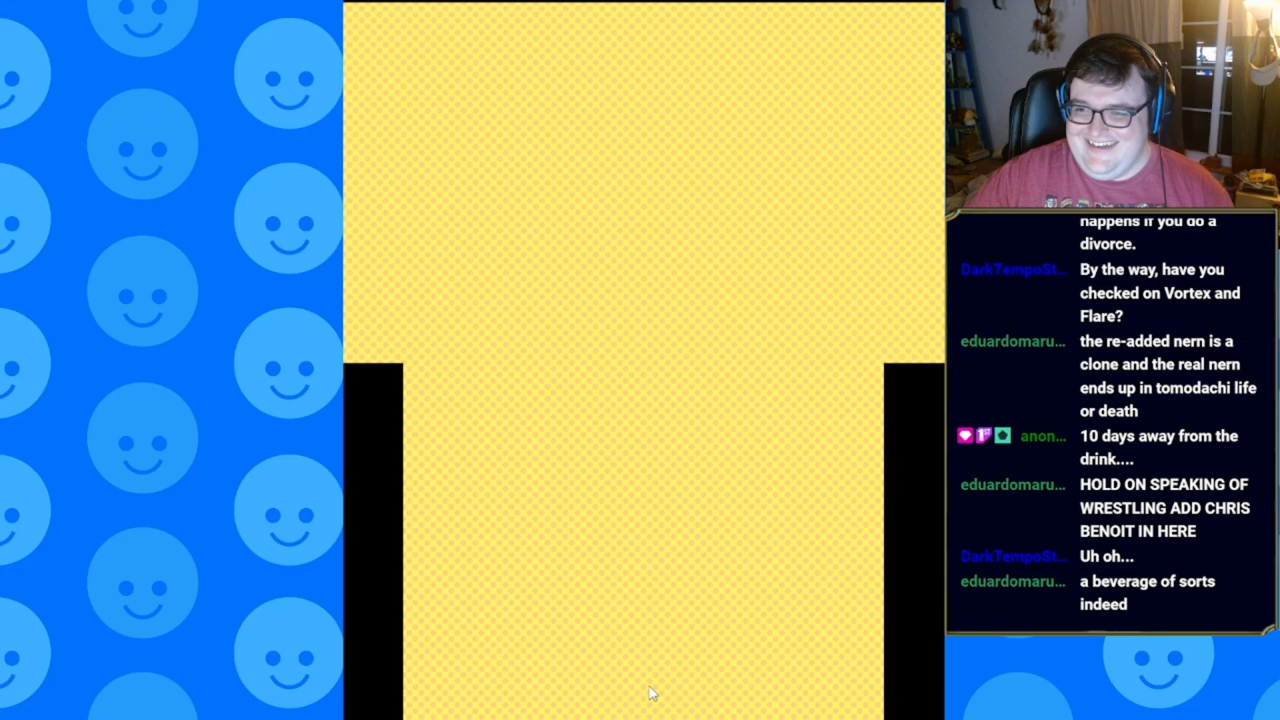 happens if you do a
divorce.
DarkTempoSt... By the way, have you
checked on Vortex and
Flare?
eduardomaru... the re-added nern is a
clone and the real nern
ends up in tomodachi life
or death
anon... 10 days away from the
drink....
eduardomaru... HOLD ON SPEAKING OF
WRESTLING ADD CHRIS
BENOIT IN HERE
DarkTempoSt... Uh oh...
eduardomaru... a beverage of sorts
indeed